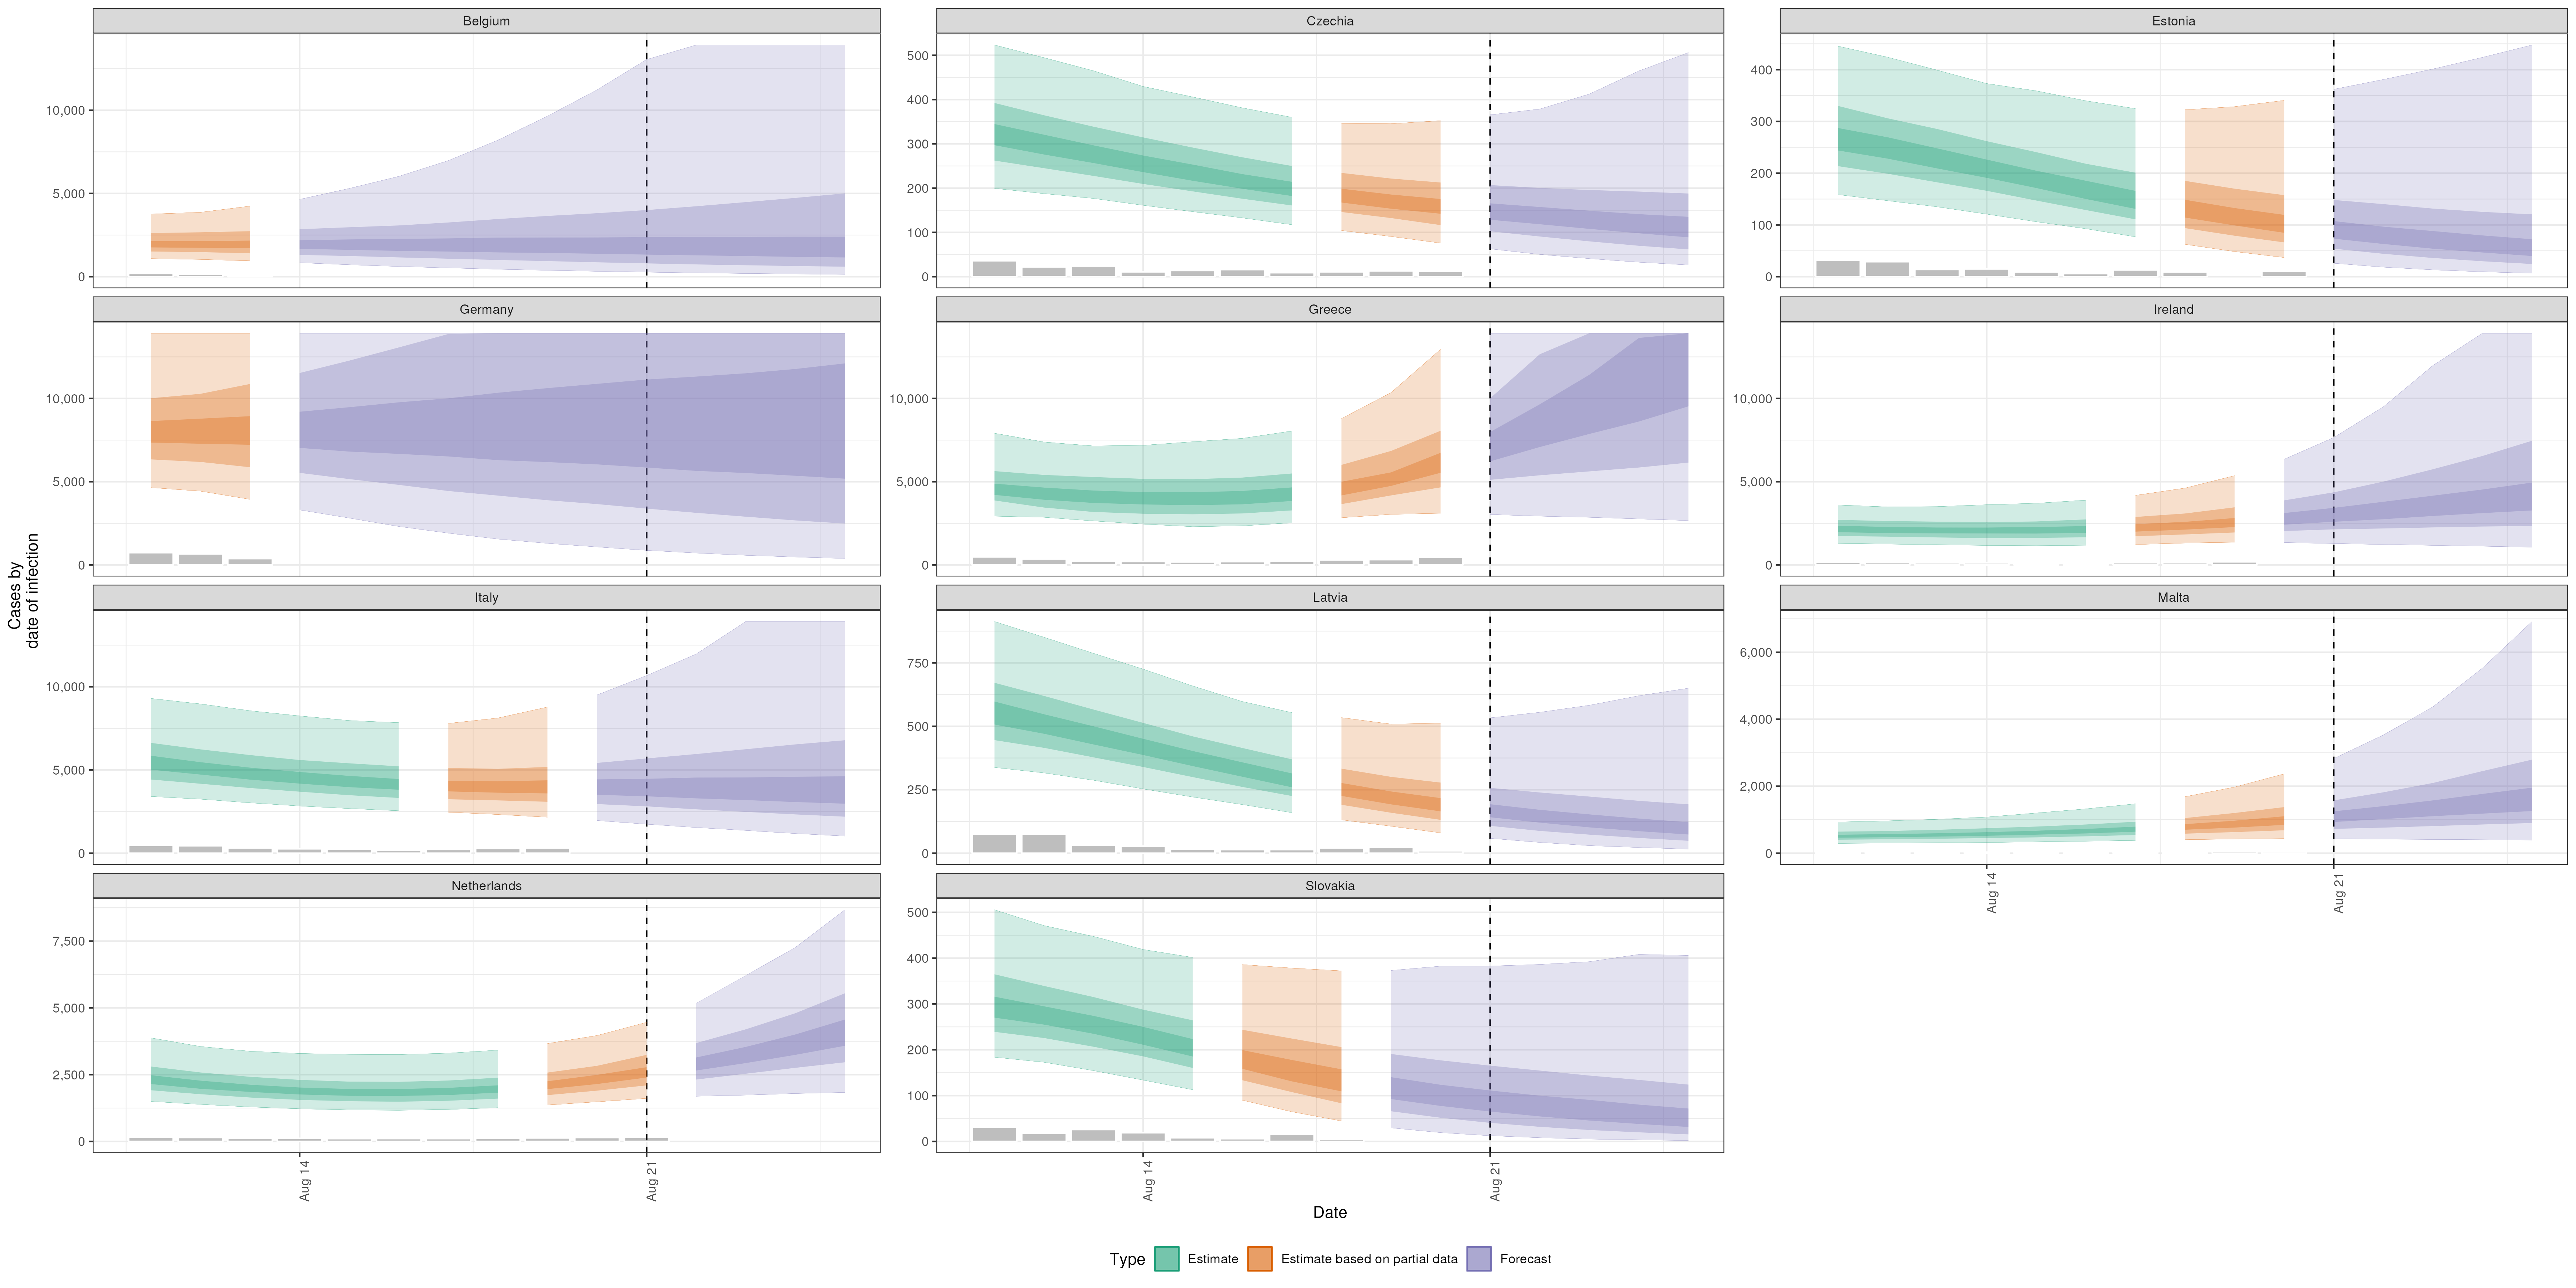 Belgium
Czechia
Estonia
10,000
5,000
0
500
400
300
200
100
0
400
300
200
100
0
Germany
Greece
Ireland
10,000
5,000
0
10,000
5,000
0
10,000
5,000
0
Cases by
date of infection
Italy
Latvia
Malta
10,000
5,000
0
750
500
250
0
6,000
4,000
2,000
0
Aug 14
Aug 21
Netherlands
Slovakia
7,500
5,000
2,500
0
500
400
300
200
100
0
Aug 14
Aug 21
Aug 14
Aug 21
Date
Type Estimate Estimate based on partial data Forecast